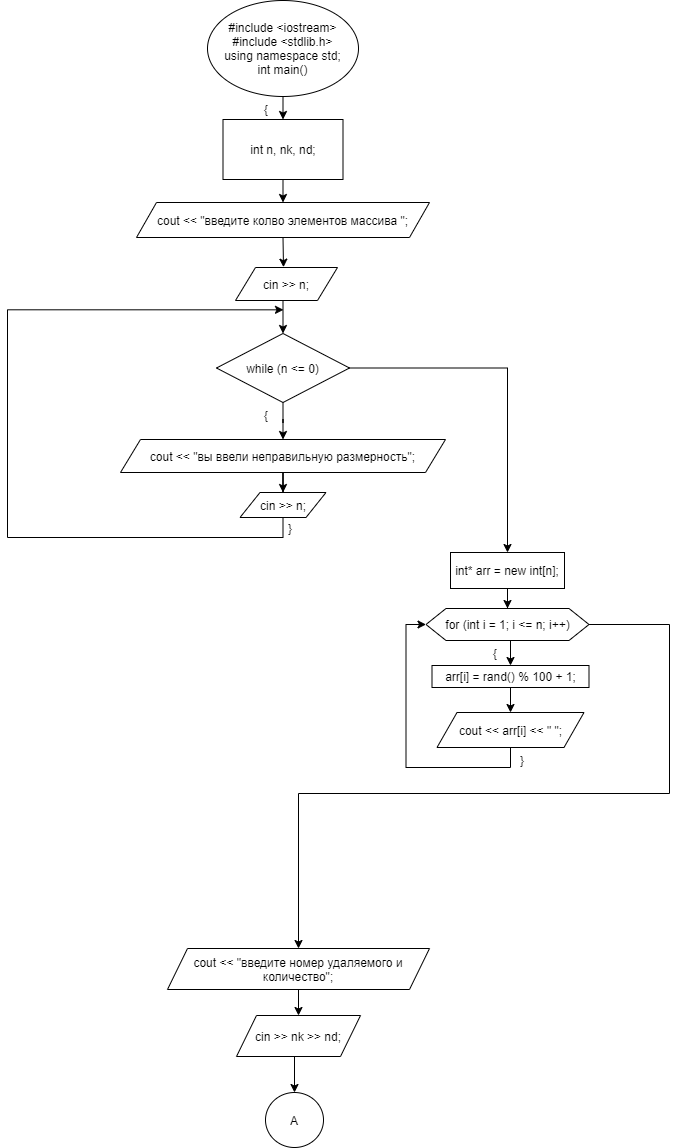 #include <iostream>
#include <stdlib.h>
using namespace std;
int main()
{
int n, nk, nd;
cout << "введите колво элементов массива ";
cin >> n;
while (n <= 0)
{
cout << "вы ввели неправильную размерность";
cin >> n;
}
int* arr = new int[n];
for (int i = 1; i <= n; i++)
{
arr[i] = rand() % 100 + 1;
cout << arr[i] << " ";
}
cout << "введите номер удаляемого и
количество";
cin >> nk >> nd;
A